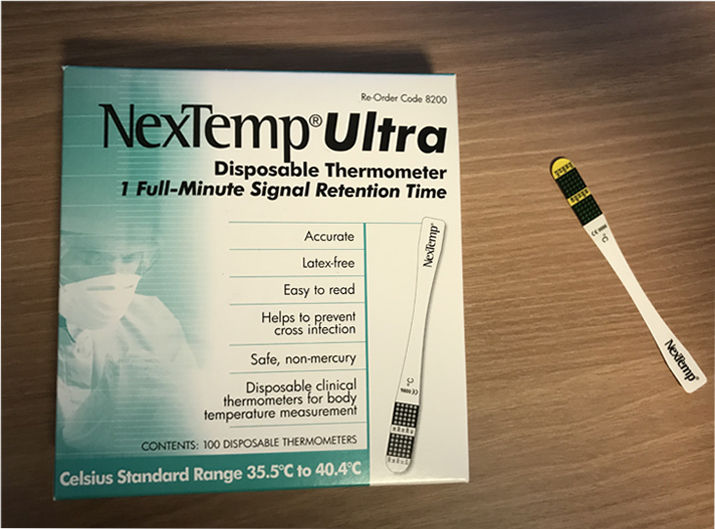 Re-Order Code 8200
NexTemp® Ultra
Disposable Thermometer
1 Full-Minute Signal Retention Time
Accurate
Latex-free
Easy to read
Helps to prevent
cross infection
Safe, non-mercury
Disposable clinical
thermometers for body
temperature measurement
CONTENTS: 100 DISPOSABLE THERMOMETERS
Celsius Standard Range 35.5°C to 40.4°C
NexTemp®
°C
NexTemp®
°C